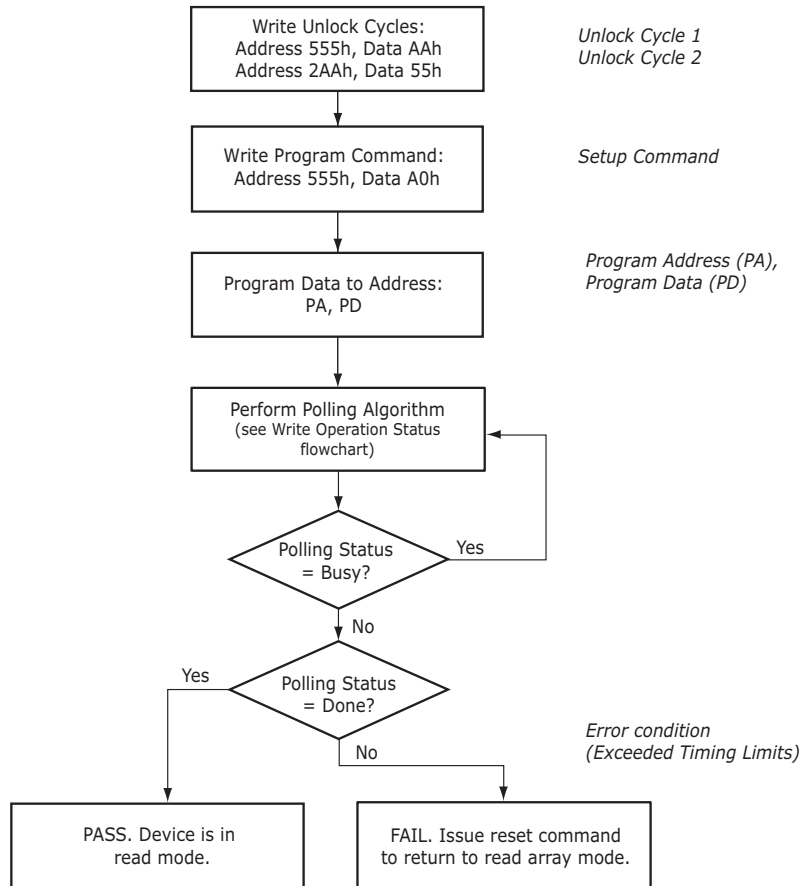 Write Unlock Cycles:
Address 555h, Data AAh
Address 2AAh, Data 55h
Unlock Cycle 1
Unlock Cycle 2
Write Program Command:
Address 555h, Data A0h
Setup Command
Program Data to Address:
PA, PD
Program Address (PA),
Program Data (PD)
Perform Polling Algorithm
(see Write Operation Status
flowchart)
Polling Status
= Busy?
Yes
No
Polling Status
= Done?
Yes
No
Error condition
(Exceeded Timing Limits)
PASS. Device is in
read mode.
FAIL. Issue reset command
to return to read array mode.